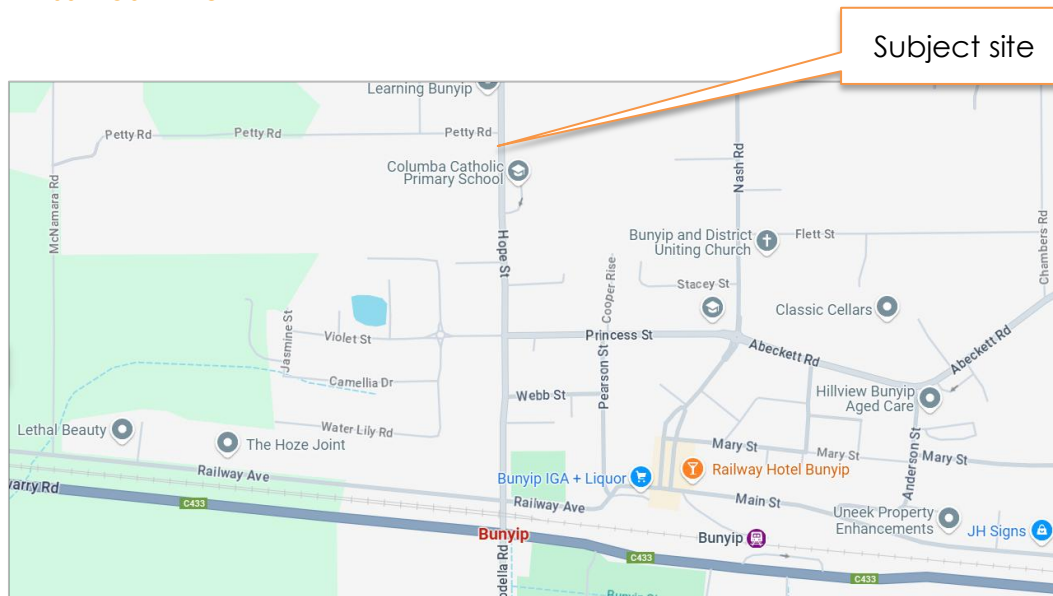 Subject site
Learning Bunyip
Petty Rd
Petty Rd
Petty Rd
Columba Catholic
Primary School
McNamara Rd
Nash Rd
Chambers Rd
Hope St
Bunyip and District
Uniting Church
Flett St
Cooper Rise
Stacey St
Classic Cellars
Jasmine St
Violet St
Princess St
Abeckett Rd
Abeckett Rd
Camellia Dr
Webb St
Pearson St
Hillview Bunyip
Aged Care
Lethal Beauty
The Hoze Joint
Water Lily Rd
Mary St
Mary St
Mary St
Anderson St
Railway Ave
Bunyip IGA + Liquor
Railway Hotel Bunyip
C433
Railway Ave
Main St
Uneek Property
Enhancements
JH Signs
Bunyip
Bunyip
C433
C433